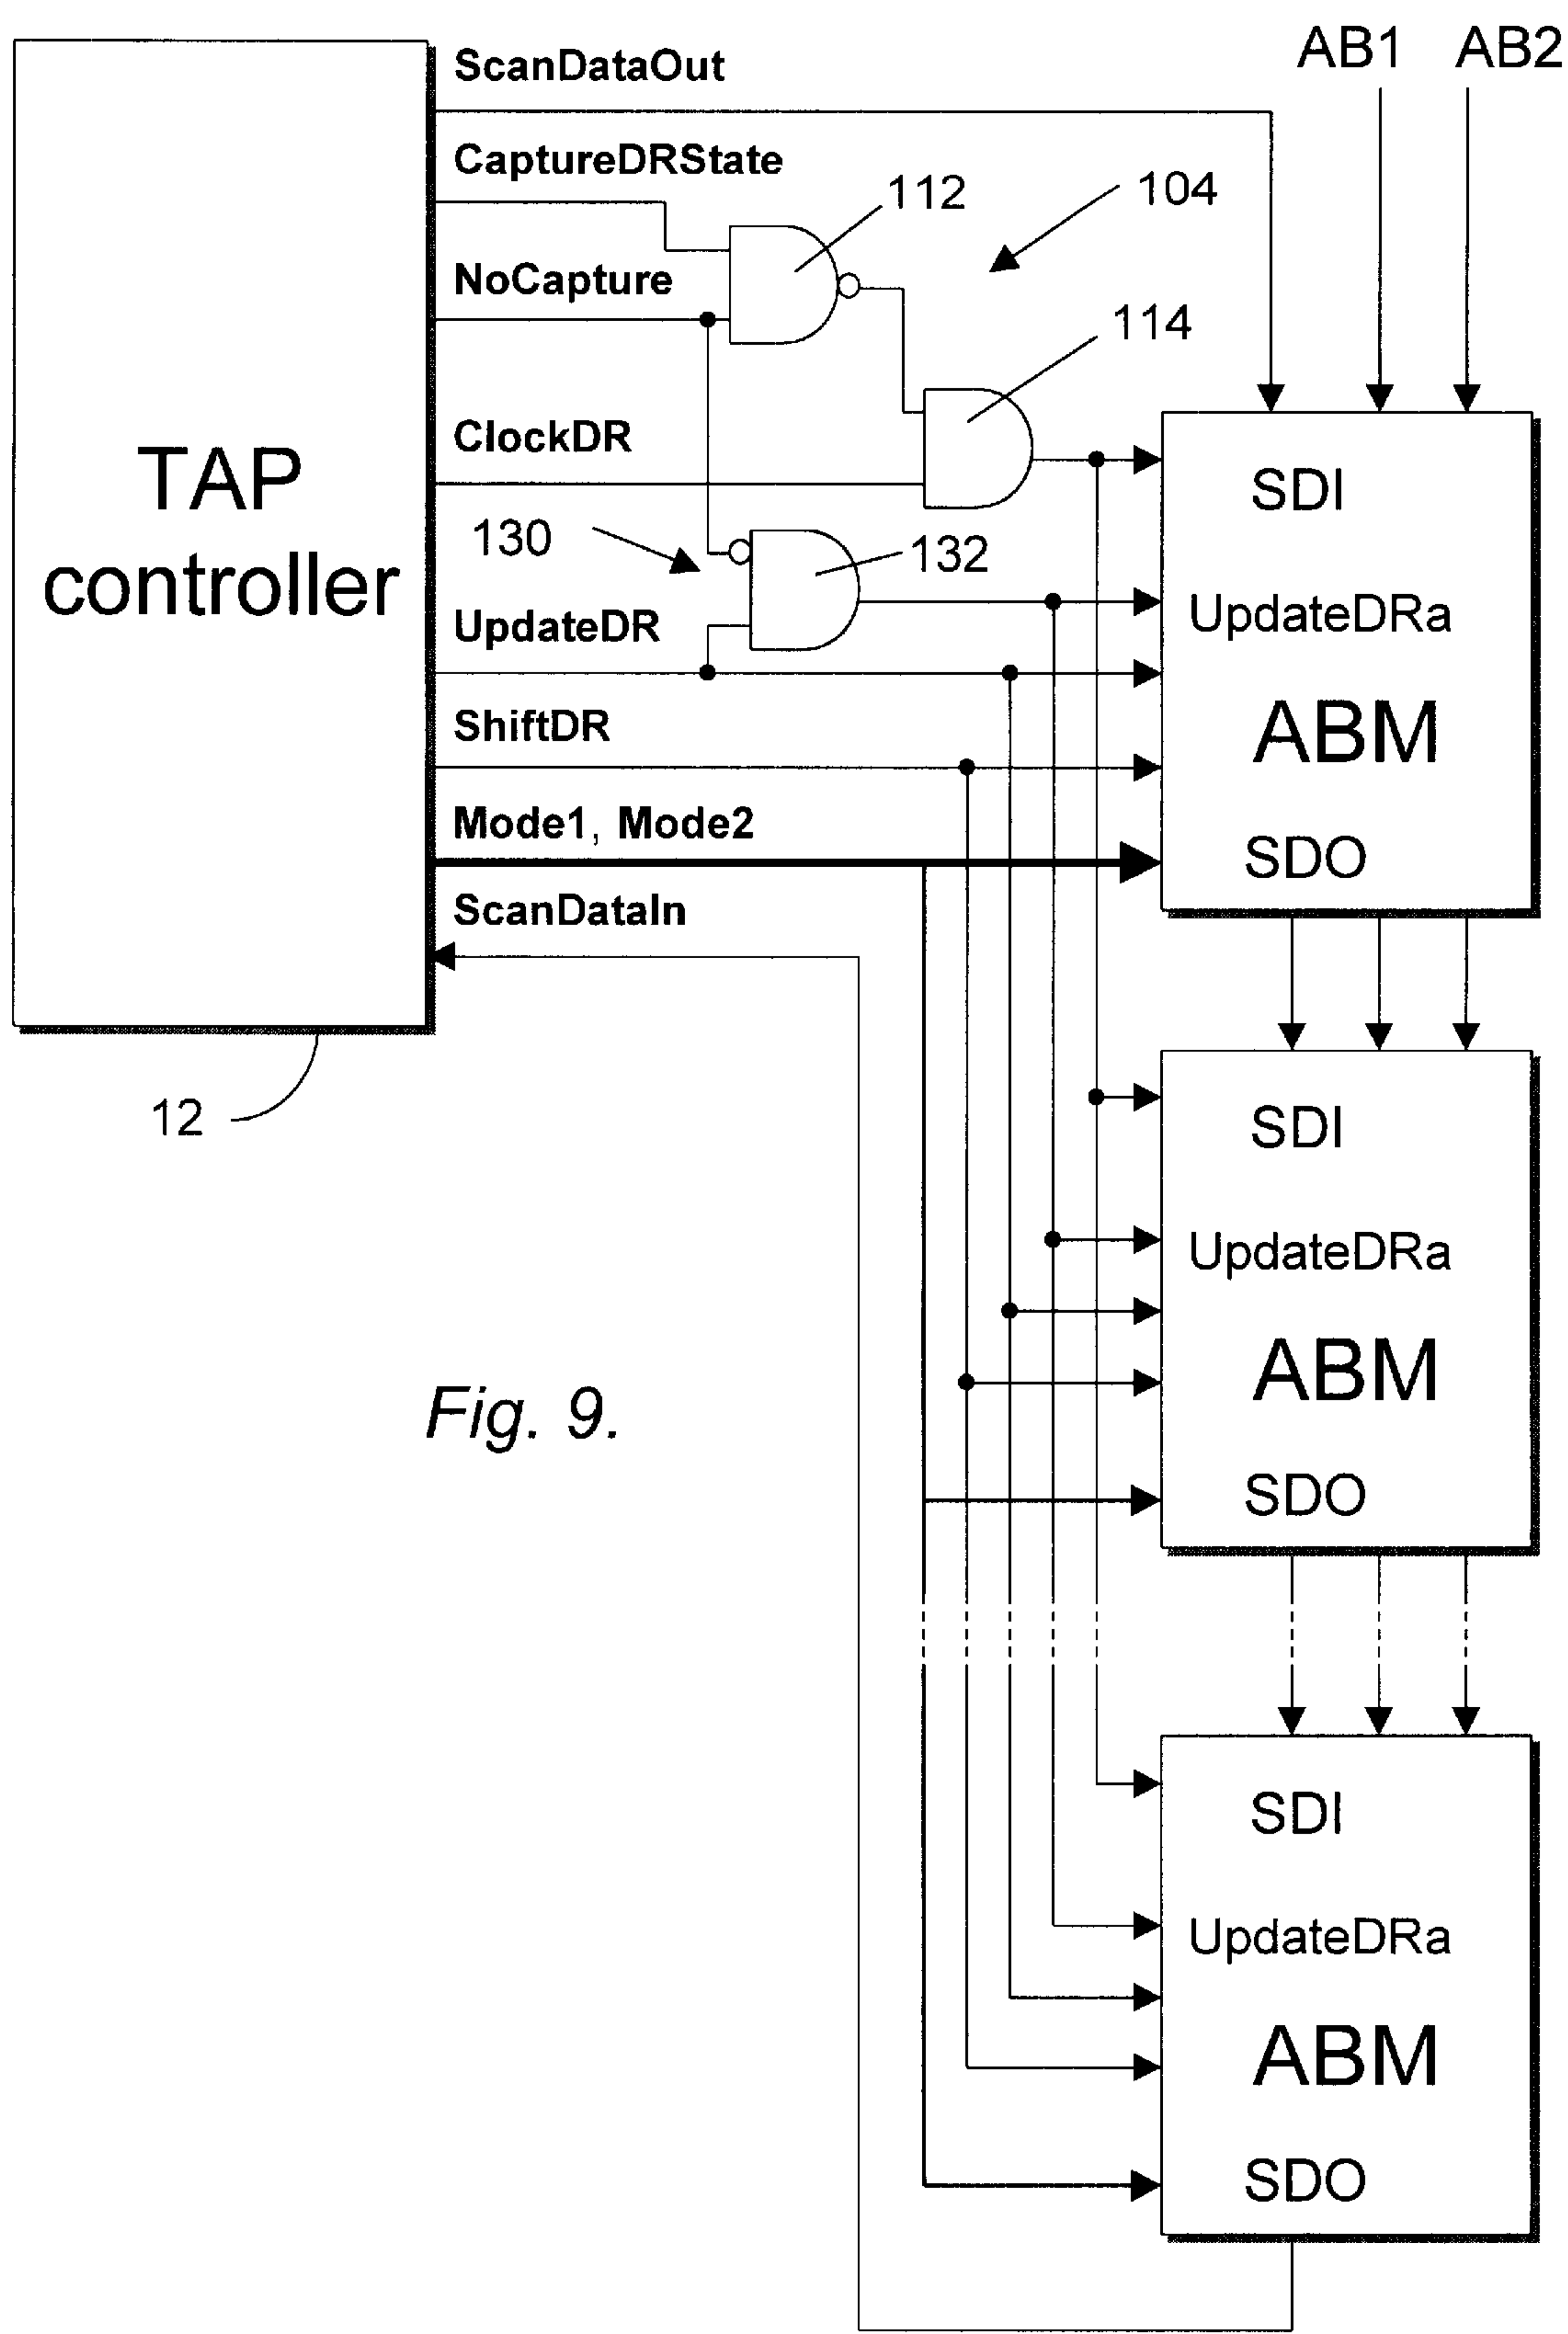 AB1 AB2
ScanDataOut
CaptureDRState
112
104
NoCapture
114
ClockDR
TAP
controller
SDI
130
132
UpdateDR
UpdateDRa
ShiftDR
ABM
Mode1, Mode2
SDO
ScanDataIn
12
SDI
UpdateDRa
ABM
Fig. 9.
SDO
SDI
UpdateDRa
ABM
SDO